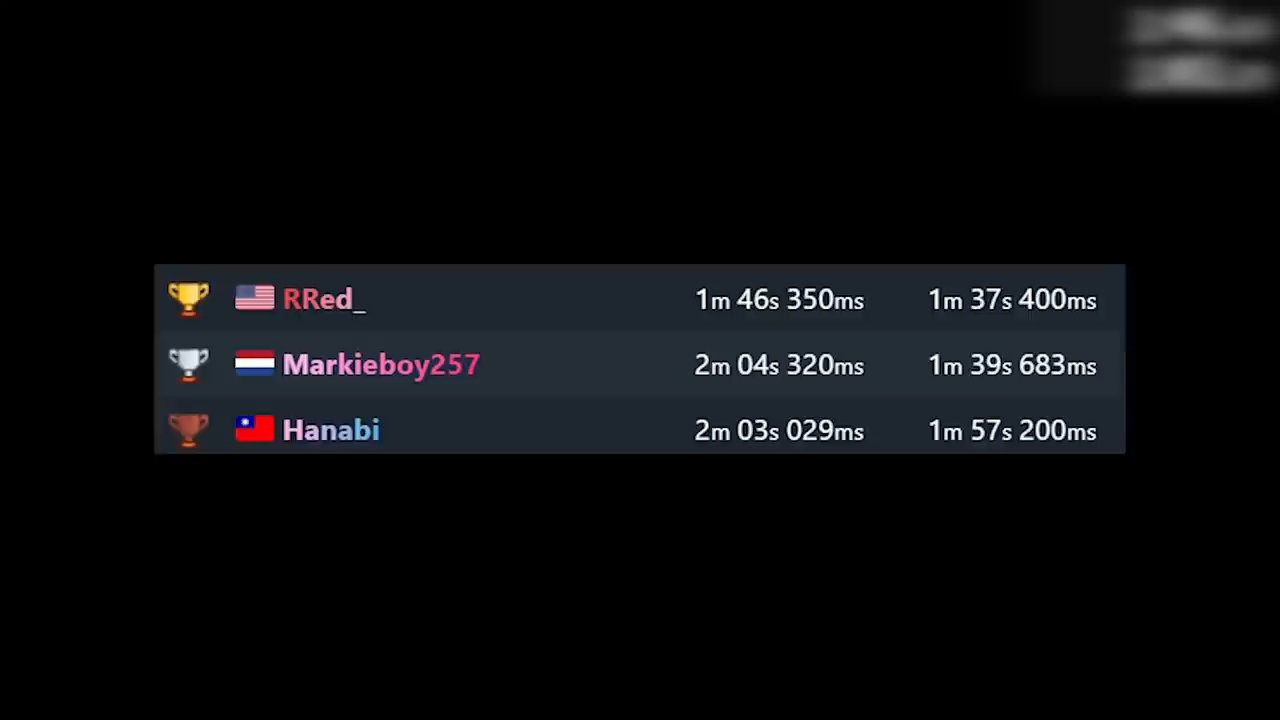 RRed_ 1m 46s 350ms 1m 37s 400ms
Markieboy257 2m 04s 320ms 1m 39s 683ms
Hanabi 2m 03s 029ms 1m 57s 200ms